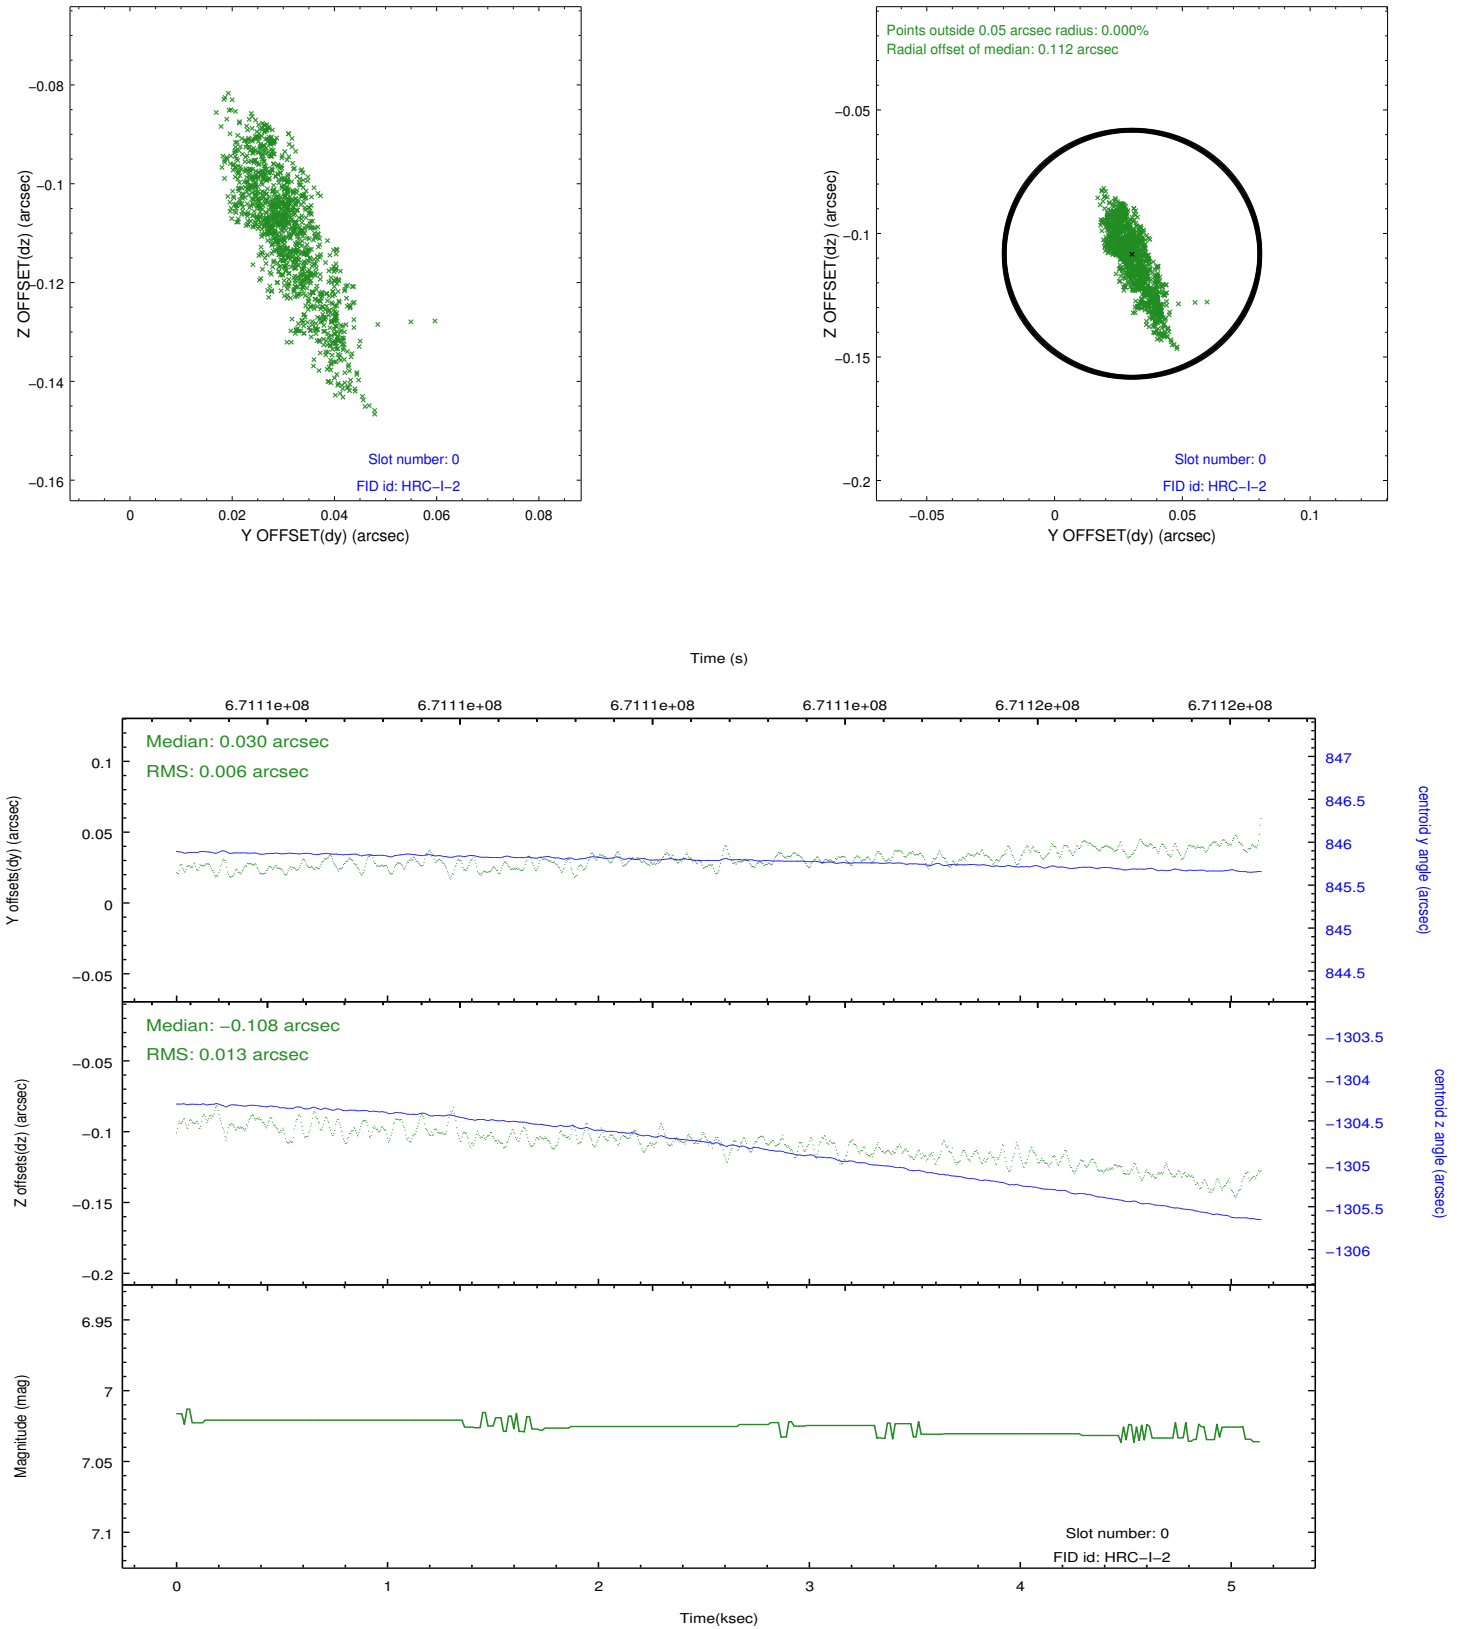 −0.08
−0.1
−0.12
−0.14
−0.16
Z OFFSET(dz) (arcsec)
Slot number: 0
FID id: HRC−I−2
0 0.02 0.04 0.06 0.08
Y OFFSET(dy) (arcsec)
Points outside 0.05 arcsec radius: 0.000%
Radial offset of median: 0.112 arcsec
−0.05
−0.1
−0.15
−0.2
Z OFFSET(dz) (arcsec)
Slot number: 0
FID id: HRC−I−2
−0.05 0 0.05 0.1
Y OFFSET(dy) (arcsec)
Time (s)
6.7111e+08 6.7111e+08 6.7111e+08 6.7111e+08 6.7112e+08 6.7112e+08
Median: 0.030 arcsec
RMS: 0.006 arcsec
0.1
0.05
0
−0.05
Y offsets(dy) (arcsec)
847
846.5
846
845.5
845
844.5
centroid y angle (arcsec)
Median: −0.108 arcsec
RMS: 0.013 arcsec
−0.05
−0.1
−0.15
−0.2
Z offsets(dz) (arcsec)
−1303.5
−1304
−1304.5
−1305
−1305.5
−1306
centroid z angle (arcsec)
6.95
7
7.05
7.1
Magnitude (mag)
Slot number: 0
FID id: HRC−I−2
0 1 2 3 4 5
Time(ksec)